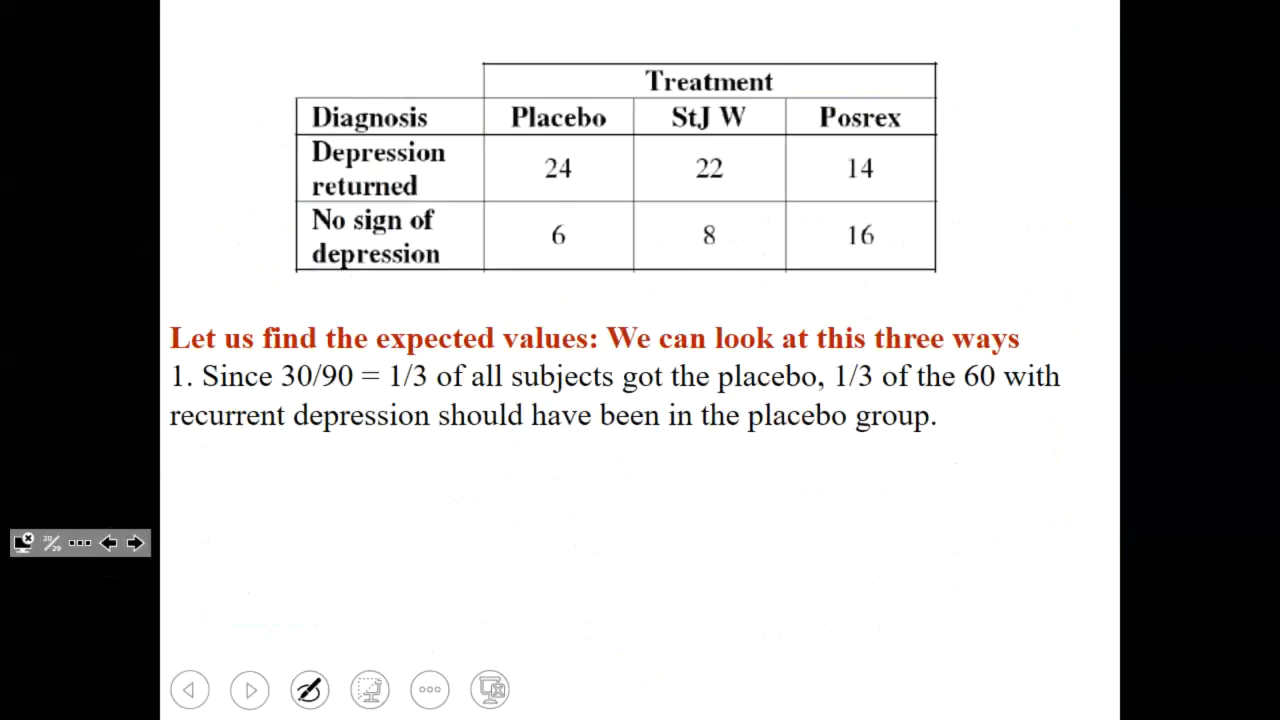 Treatment
Diagnosis Placebo StJ W Posrex
Depression returned 24 22 14
No sign of depression 6 8 16
Let us find the expected values: We can look at this three ways
1. Since 30/90 = 1/3 of all subjects got the placebo, 1/3 of the 60 with
recurrent depression should have been in the placebo group.
20/29